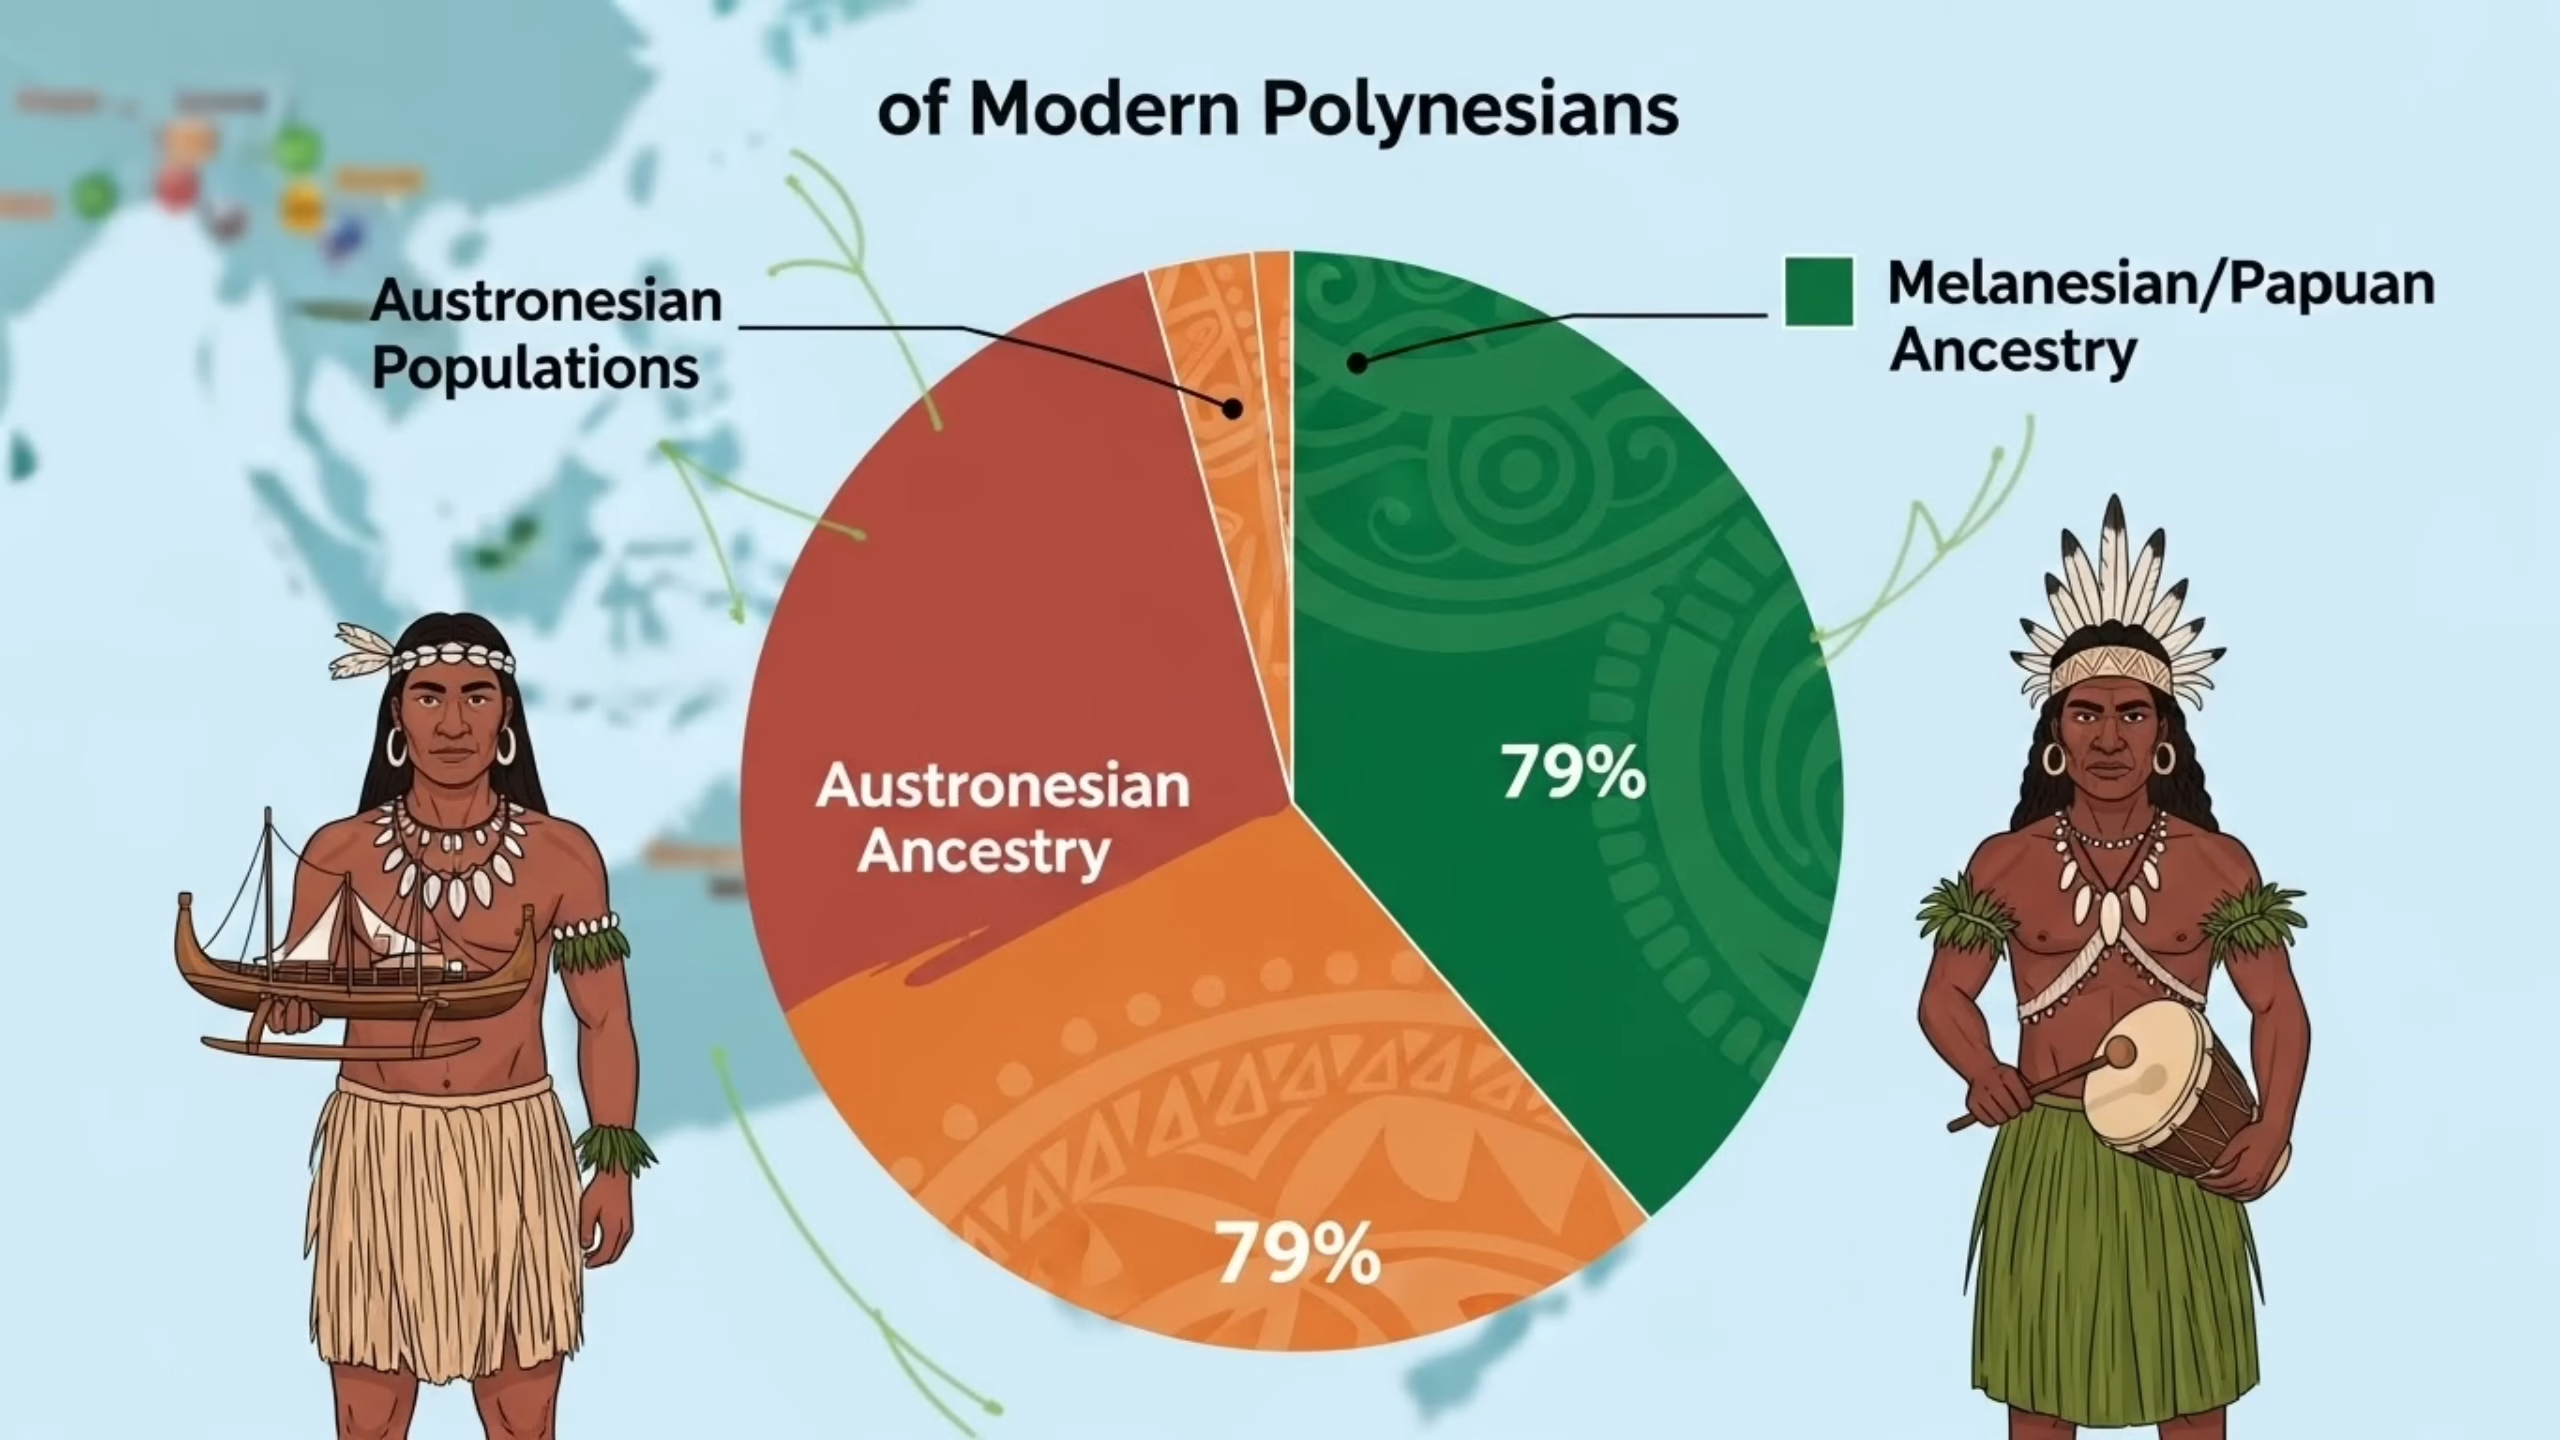 of Modern Polynesians
Austronesian
Populations
Melanesian/Papuan
Ancestry
79%
Austronesian
Ancestry
79%